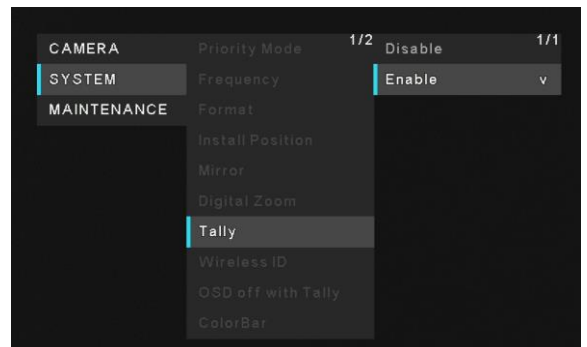 CAMERA
SYSTEM
MAINTENANCE
1/2
Priority Mode
Frequency
Format
Install Position
Mirror
Digital Zoom
Tally
Wireless ID
OSD off with Tally
ColorBar
1/1
Disable
Enable v